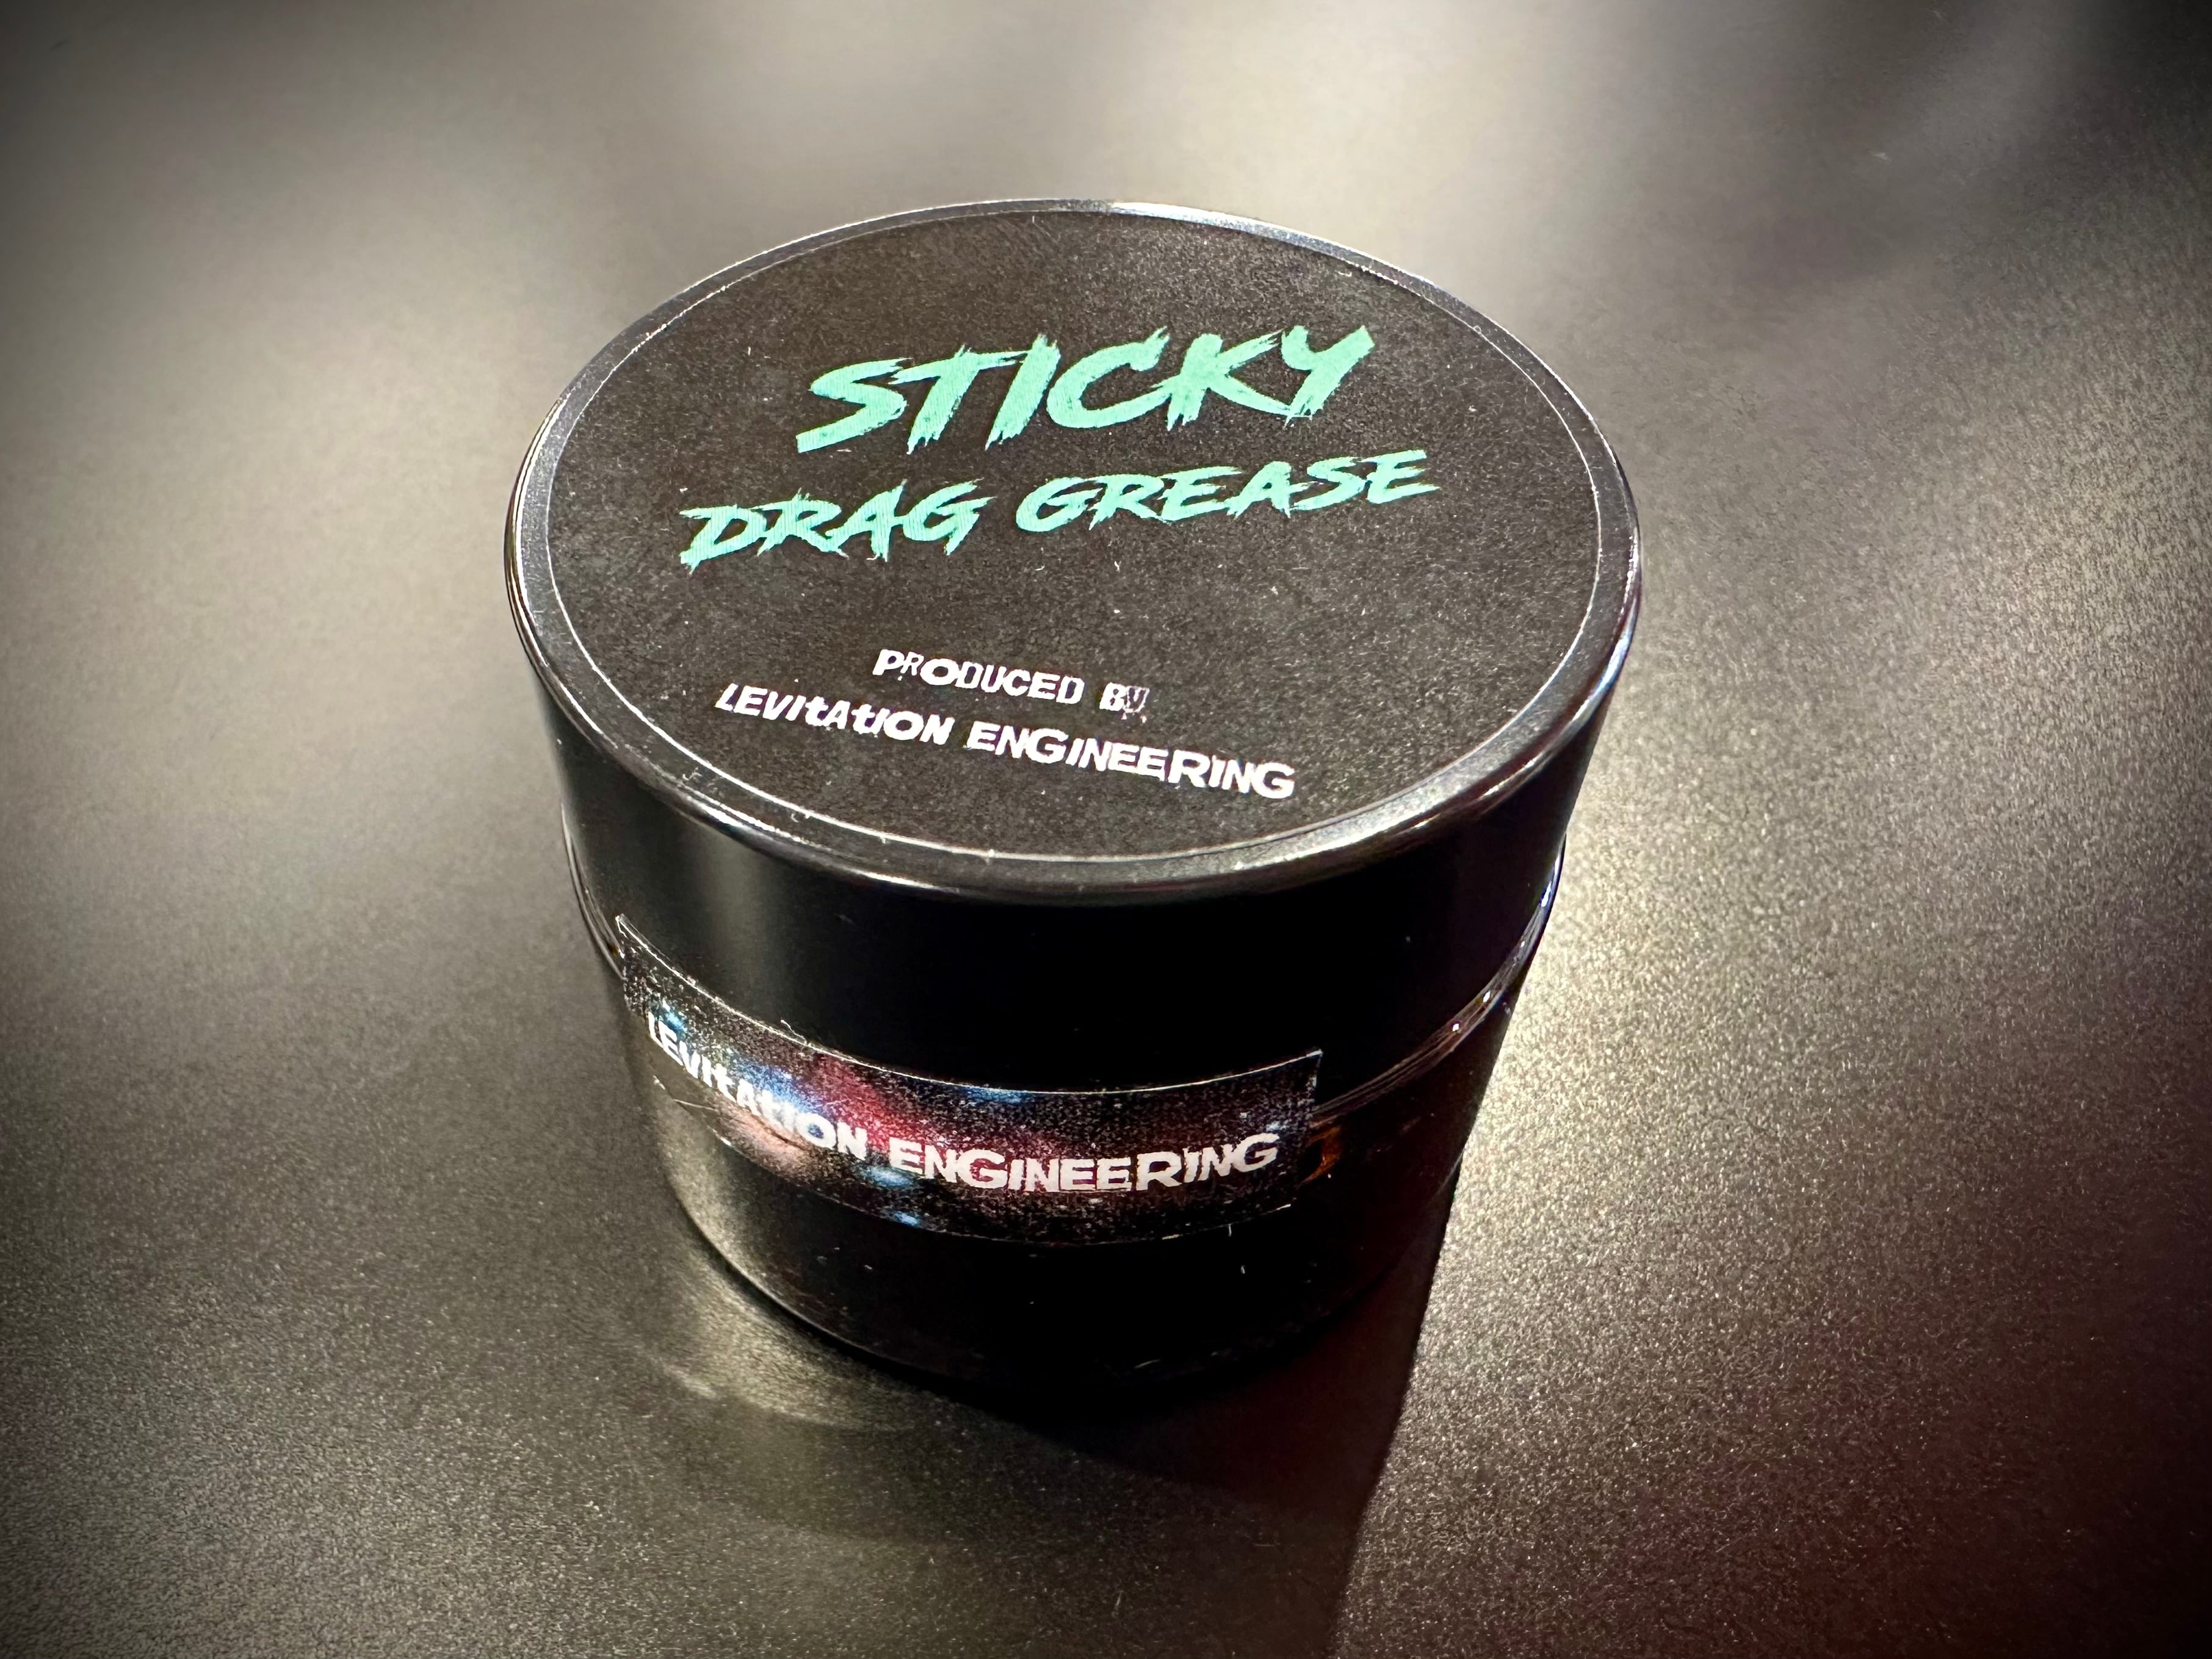 STICKY
DRAG GREASE
PRODUCED BY
LEVITATION ENGINEERING
LEVITATION ENGINEERING